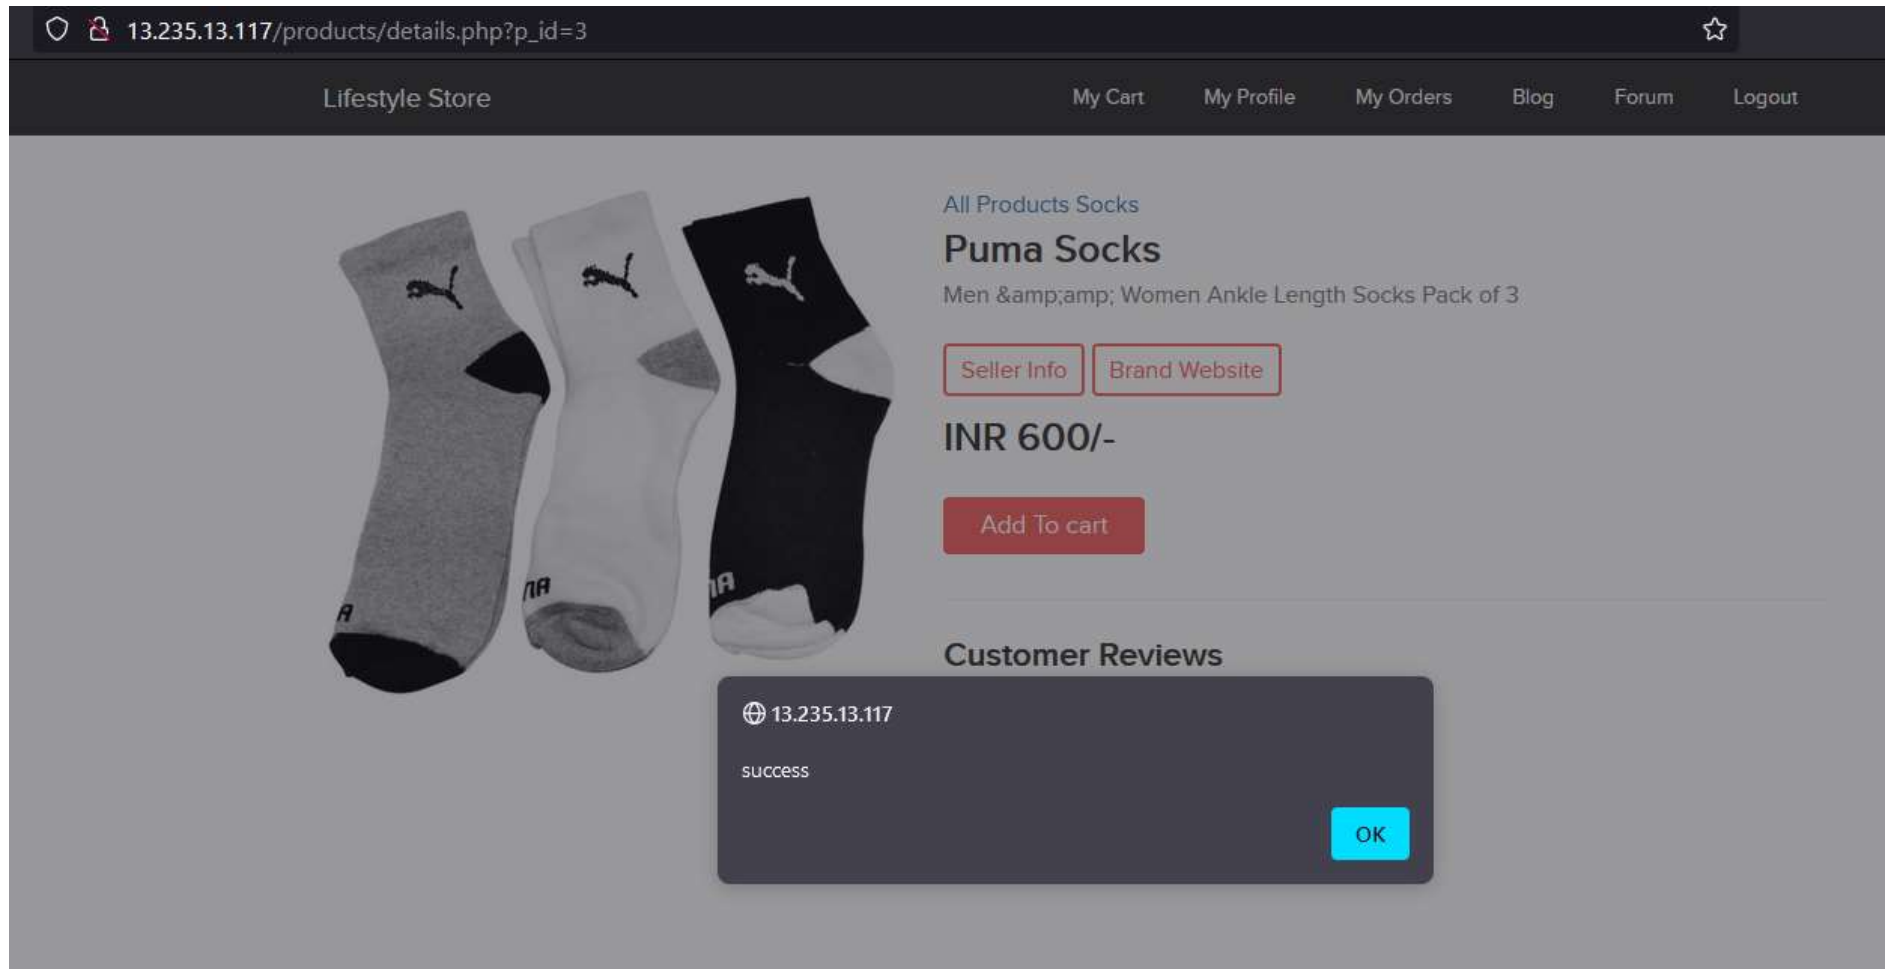 13.235.13.117/products/details.php?p_id=3
Lifestyle Store My Cart My Profile My Orders Blog Forum Logout
All Products Socks
Puma Socks
Men &amp;amp; Women Ankle Length Socks Pack of 3
Seller Info Brand Website
INR 600/-
Add To cart
Customer Reviews
13.235.13.117
success
OK